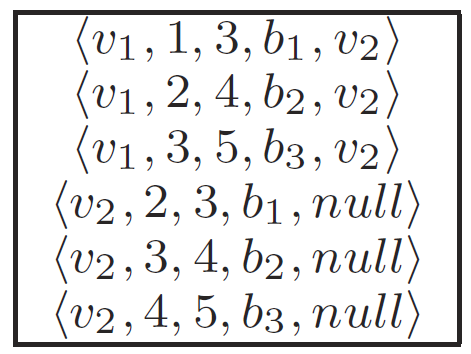 ⟨v₁, 1, 3, b₁, v₂⟩
⟨v₁, 2, 4, b₂, v₂⟩
⟨v₁, 3, 5, b₃, v₂⟩
⟨v₂, 2, 3, b₁, null⟩
⟨v₂, 3, 4, b₂, null⟩
⟨v₂, 4, 5, b₃, null⟩